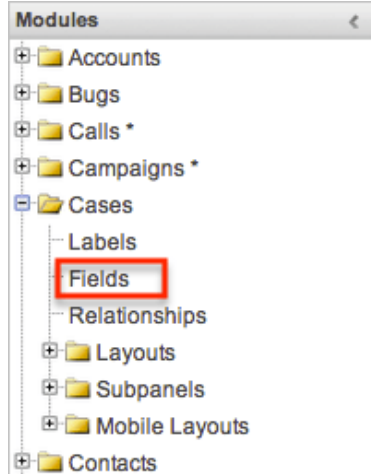 Modules
Accounts
Bugs
Calls *
Campaigns *
Cases
Labels
Fields
Relationships
Layouts
Subpanels
Mobile Layouts
Contacts